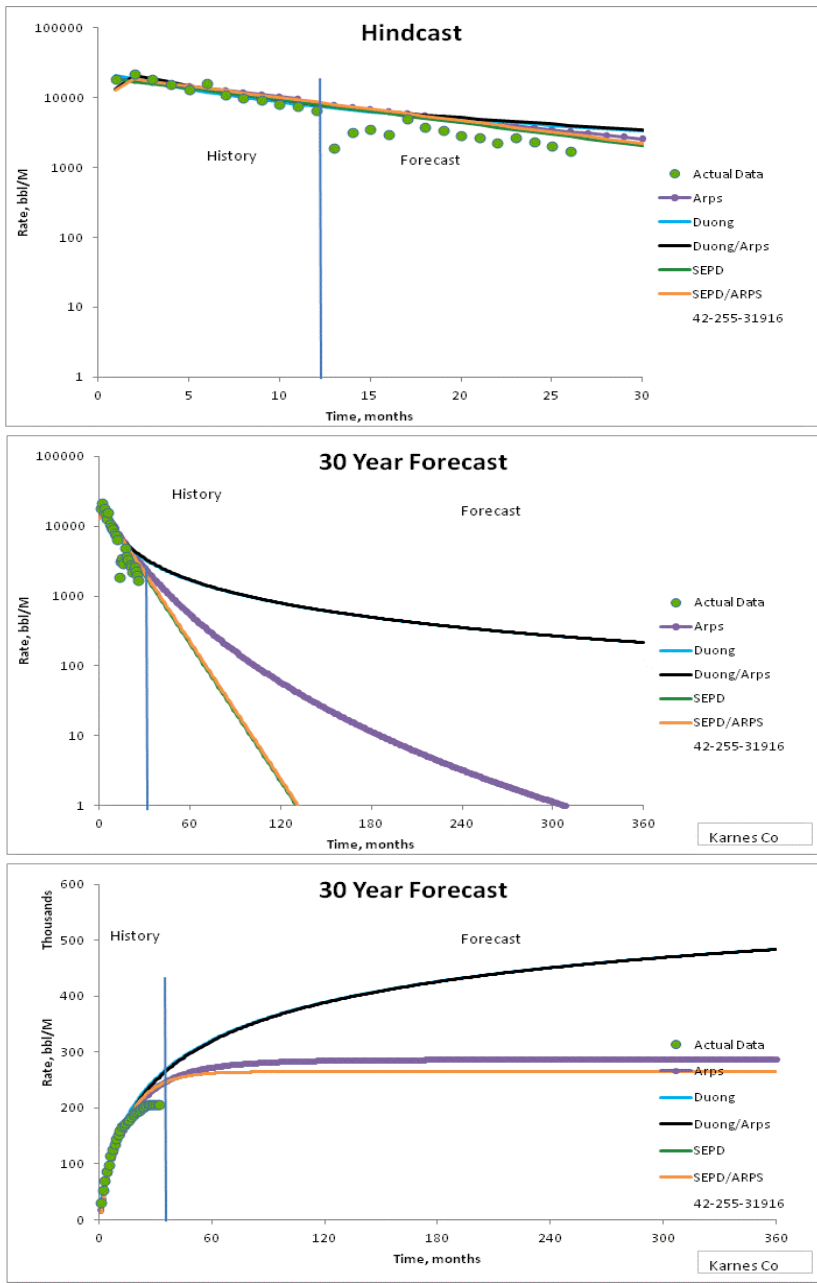 Hindcast
100000
10000
1000
100
10
1
Rate, bbl/M
History
Forecast
0
5
10
15
20
25
30
Time, months
Actual Data
Arps
Duong
Duong/Arps
SEPD
SEPD/ARPS
42-255-31916
30 Year Forecast
100000
10000
1000
100
10
1
Rate, bbl/M
History
Forecast
0
60
120
180
240
300
360
Time, months
Actual Data
Arps
Duong
Duong/Arps
SEPD
SEPD/ARPS
42-255-31916
Karnes Co
30 Year Forecast
Thousands
600
500
400
300
200
100
0
Rate, bbl/M
History
Forecast
0
60
120
180
240
300
360
Time, months
Actual Data
Arps
Duong
Duong/Arps
SEPD
SEPD/ARPS
42-255-31916
Karnes Co